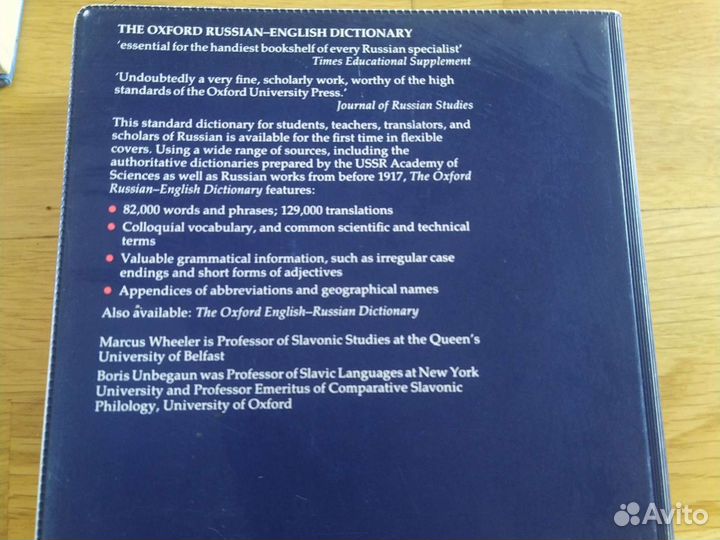 THE OXFORD RUSSIAN–ENGLISH DICTIONARY
'essential for the handiest bookshelf of every Russian specialist'
Times Educational Supplement
'Undoubtedly a very fine, scholarly work, worthy of the high
standards of the Oxford University Press.'
Journal of Russian Studies
This standard dictionary for students, teachers, translators, and
scholars of Russian is available for the first time in flexible
covers. Using a wide range of sources, including the
authoritative dictionaries prepared by the USSR Academy of
Sciences as well as Russian works from before 1917, The Oxford
Russian–English Dictionary features:
• 82,000 words and phrases; 129,000 translations
• Colloquial vocabulary, and common scientific and technical
terms
• Valuable grammatical information, such as irregular case
endings and short forms of adjectives
• Appendices of abbreviations and geographical names
Also available: The Oxford English–Russian Dictionary
Marcus Wheeler is Professor of Slavonic Studies at the Queen's
University of Belfast
Boris Unbegaun was Professor of Slavic Languages at New York
University and Professor Emeritus of Comparative Slavonic
Philology, University of Oxford
Avito